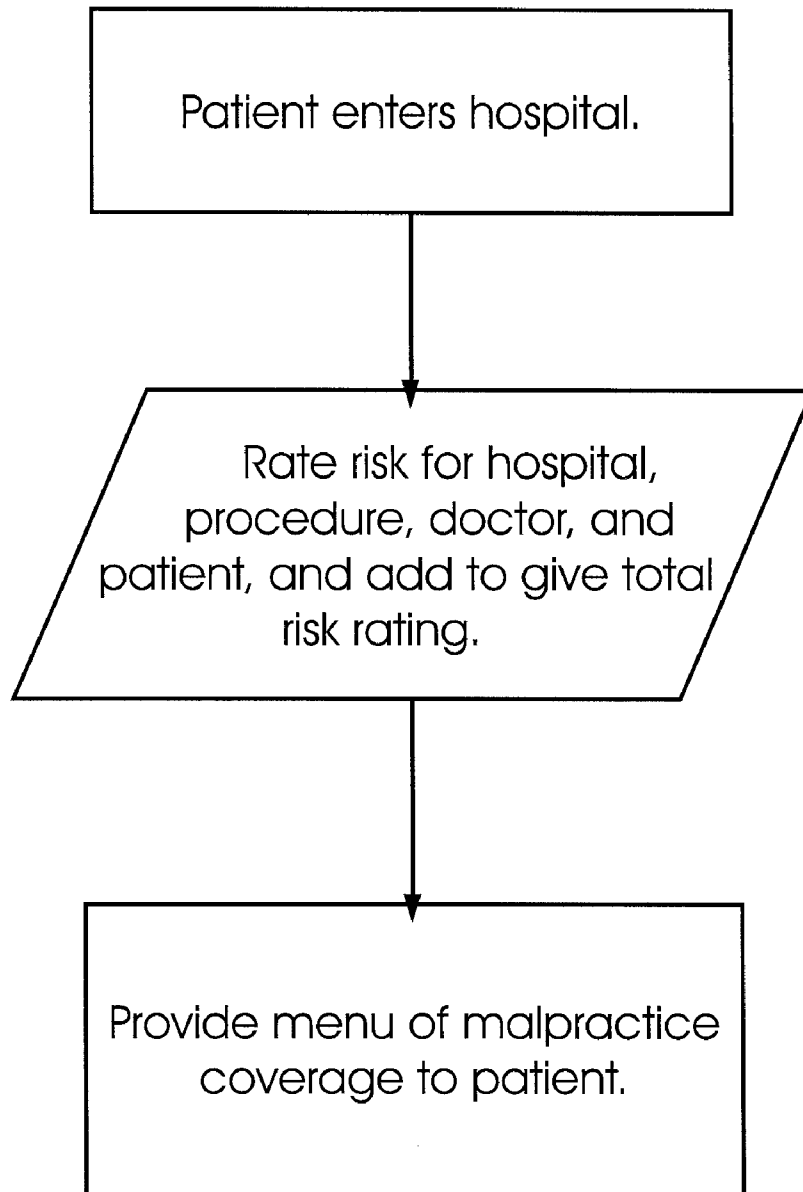 Patient enters hospital.
Rate risk for hospital,
procedure, doctor, and
patient, and add to give total
risk rating.
Provide menu of malpractice
coverage to patient.